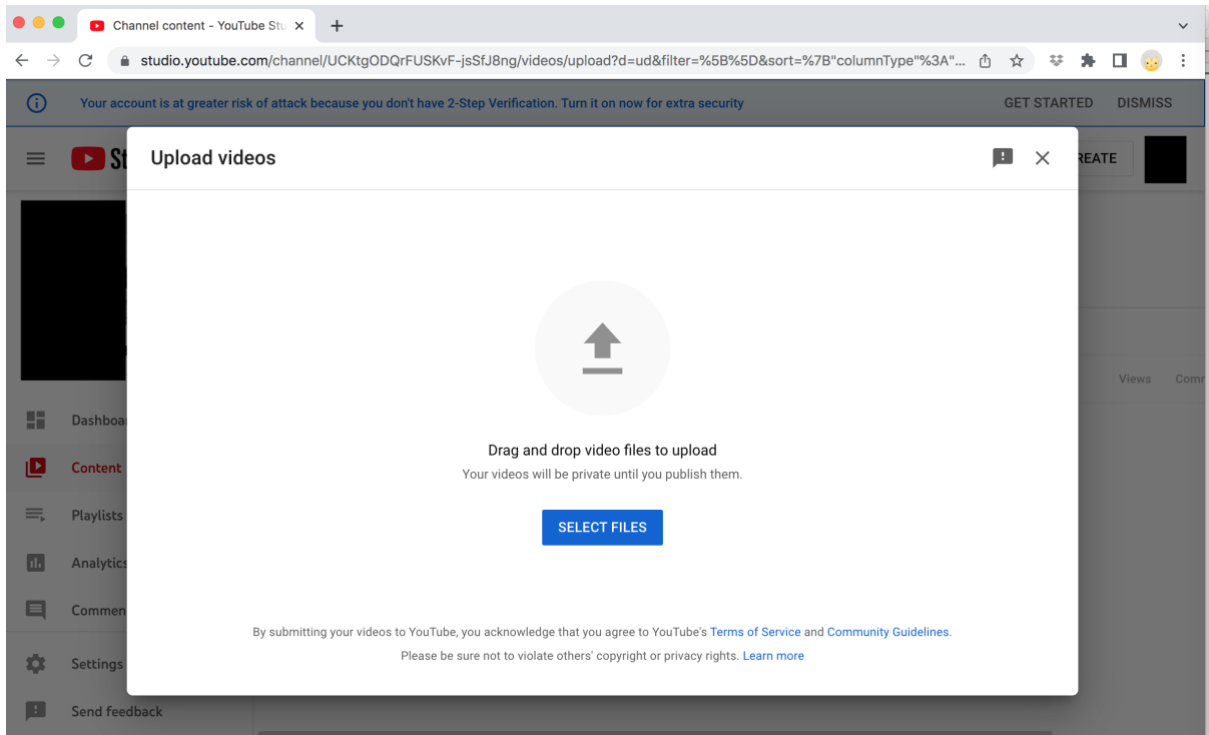 Channel content - YouTube Stu
studio.youtube.com/channel/UCKtgODQrFUSKvF-jsSfJ8ng/videos/upload?d=ud&filter=%5B%5D&sort=%7B"columnType"%3A"...
Your account is at greater risk of attack because you don't have 2-Step Verification. Turn it on now for extra security
GET STARTED DISMISS
St
Upload videos
REATE
Views Comr
Dashboa
Content
Playlists
Analytics
Commen
Settings
Send feedback
Drag and drop video files to upload
Your videos will be private until you publish them.
SELECT FILES
By submitting your videos to YouTube, you acknowledge that you agree to YouTube's Terms of Service and Community Guidelines.
Please be sure not to violate others' copyright or privacy rights. Learn more